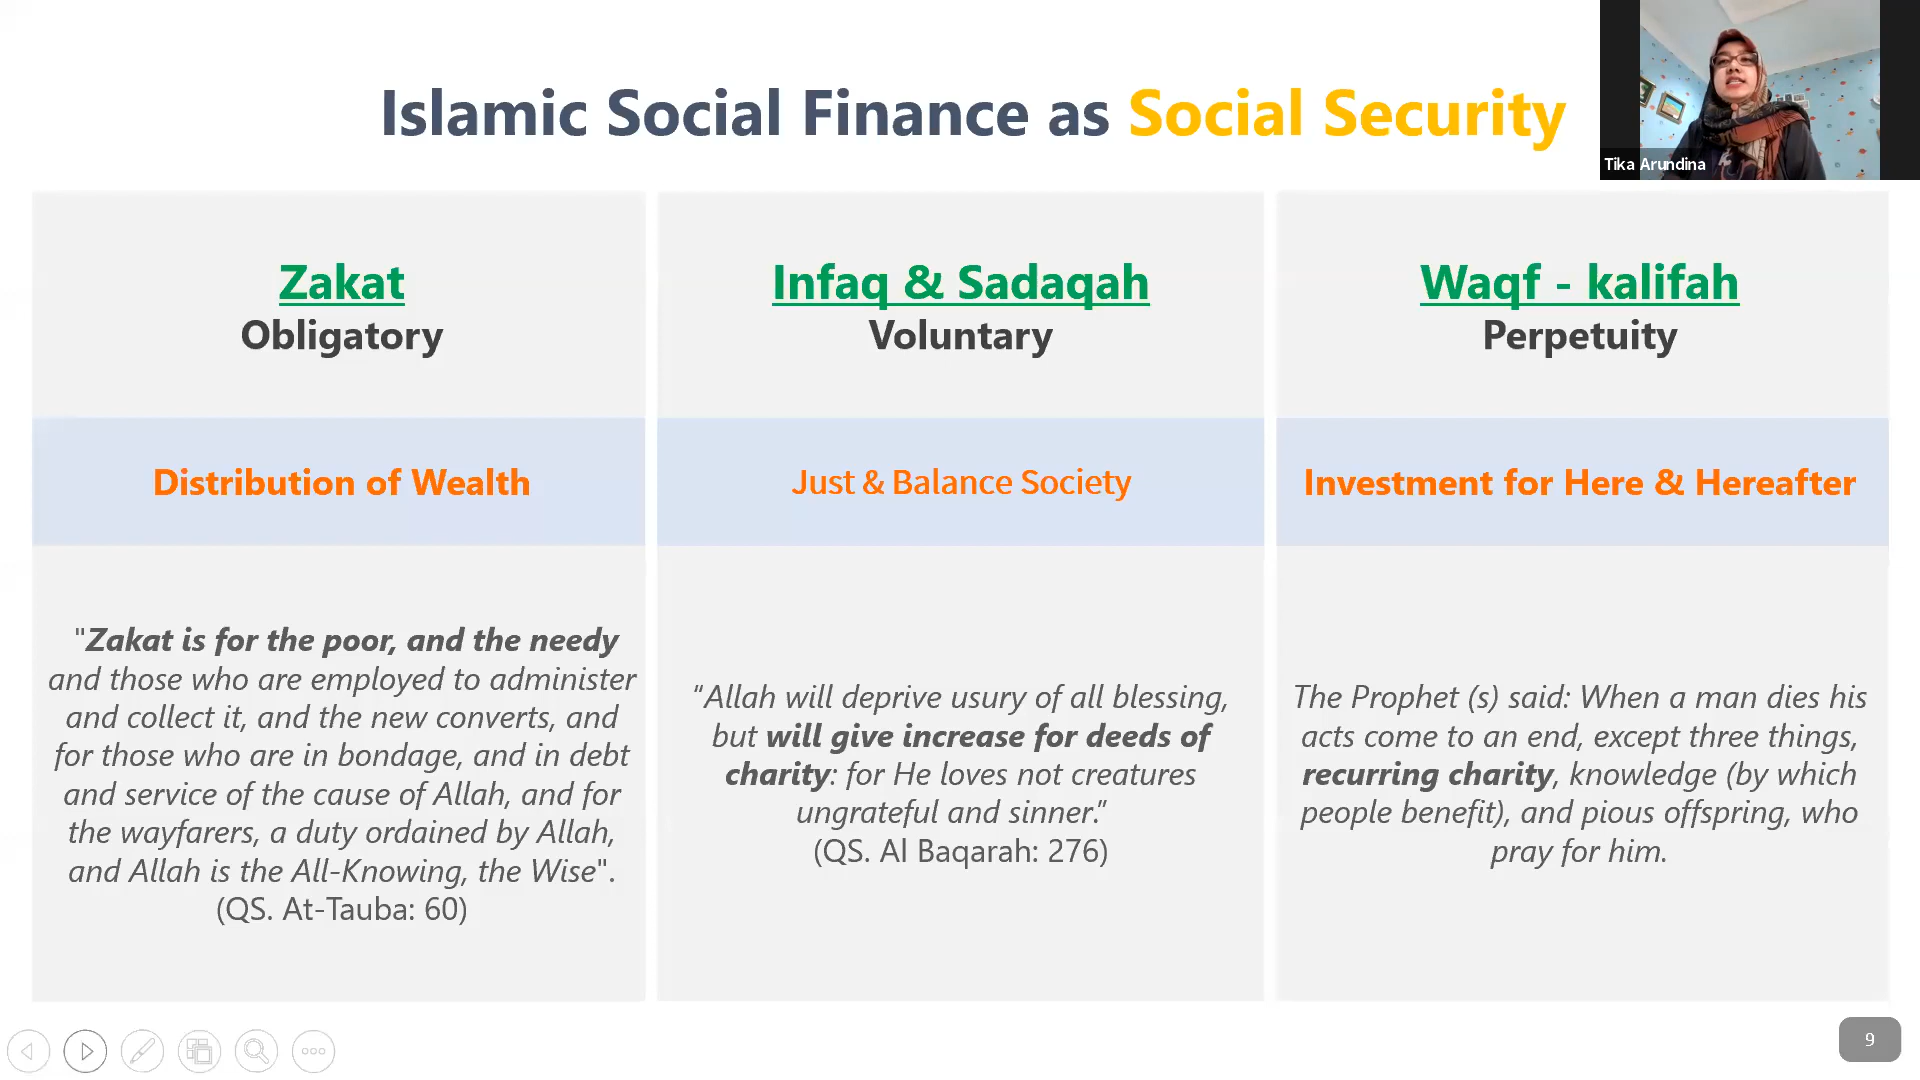 Islamic Social Finance as Social Security
Tika Arundina
Zakat
Obligatory
Distribution of Wealth
"Zakat is for the poor, and the needy
and those who are employed to administer
and collect it, and the new converts, and
for those who are in bondage, and in debt
and service of the cause of Allah, and for
the wayfarers, a duty ordained by Allah,
and Allah is the All-Knowing, the Wise".
(QS. At-Tauba: 60)
Infaq & Sadaqah
Voluntary
Just & Balance Society
"Allah will deprive usury of all blessing,
but will give increase for deeds of
charity: for He loves not creatures
ungrateful and sinner."
(QS. Al Baqarah: 276)
Waqf - kalifah
Perpetuity
Investment for Here & Hereafter
The Prophet (s) said: When a man dies his
acts come to an end, except three things,
recurring charity, knowledge (by which
people benefit), and pious offspring, who
pray for him.
9